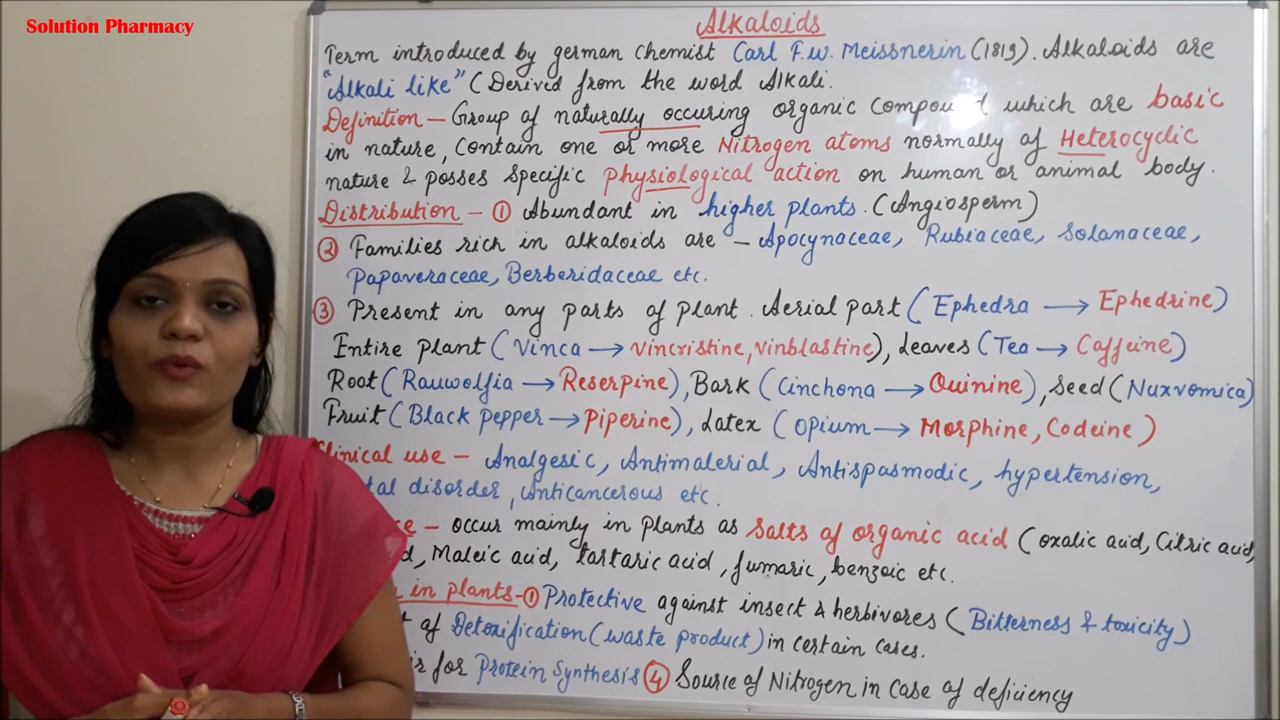 Solution Pharmacy
Alkaloids
Term introduced by german chemist Carl F.W. Meissnerin (1819). Alkaloids are
"Alkali like" (Derived from the word Alkali.
Definition – Group of naturally occuring organic compou which are basic
in nature, contain one or more Nitrogen atoms normally of Heterocyclic
nature & posses specific physiological action on human or animal body.
Distribution – ① Abundant in higher plants. (Angiosperm)
② Families rich in alkaloids are – Apocynaceae, Rubiaceae, Solanaceae,
Papaveraceae, Berberidaceae etc.
③ Present in any parts of plant. Aerial part (Ephedra → Ephedrine)
Entire plant (Vinca → vincristine, vinblastine), Leaves (Tea → Caffeine)
Root (Rauwolfia → Reserpine), Bark (Cinchona → Quinine), Seed (Nuxvomica)
Fruit (Black pepper → Piperine), Latex (Opium → Morphine, Codeine)
Clinical use – Analgesic, Antimalerial, Antispasmodic, hypertension,
tal disorder, Anticancerous etc.
ce – occur mainly in plants as Salts of organic acid (oxalic acid, Citric acid,
d, Maleic acid, tartaric acid, fumaric, benzoic etc.
in plants – ① Protective against insect & herbivores (Bitterness & toxicity)
of Detoxification (waste product) in certain cases.
ir for Protein Synthesis ④ Source of Nitrogen in case of deficiency